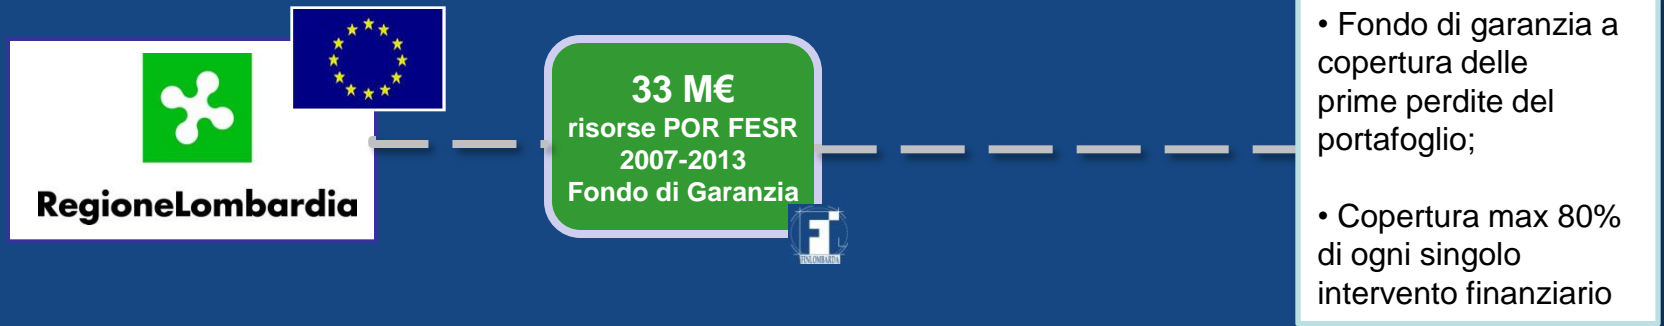 RegioneLombardia
33 M€
risorse POR FESR
2007-2013
Fondo di Garanzia
FINLOMBARDA
• Fondo di garanzia a
copertura delle
prime perdite del
portafoglio;
• Copertura max 80%
di ogni singolo
intervento finanziario